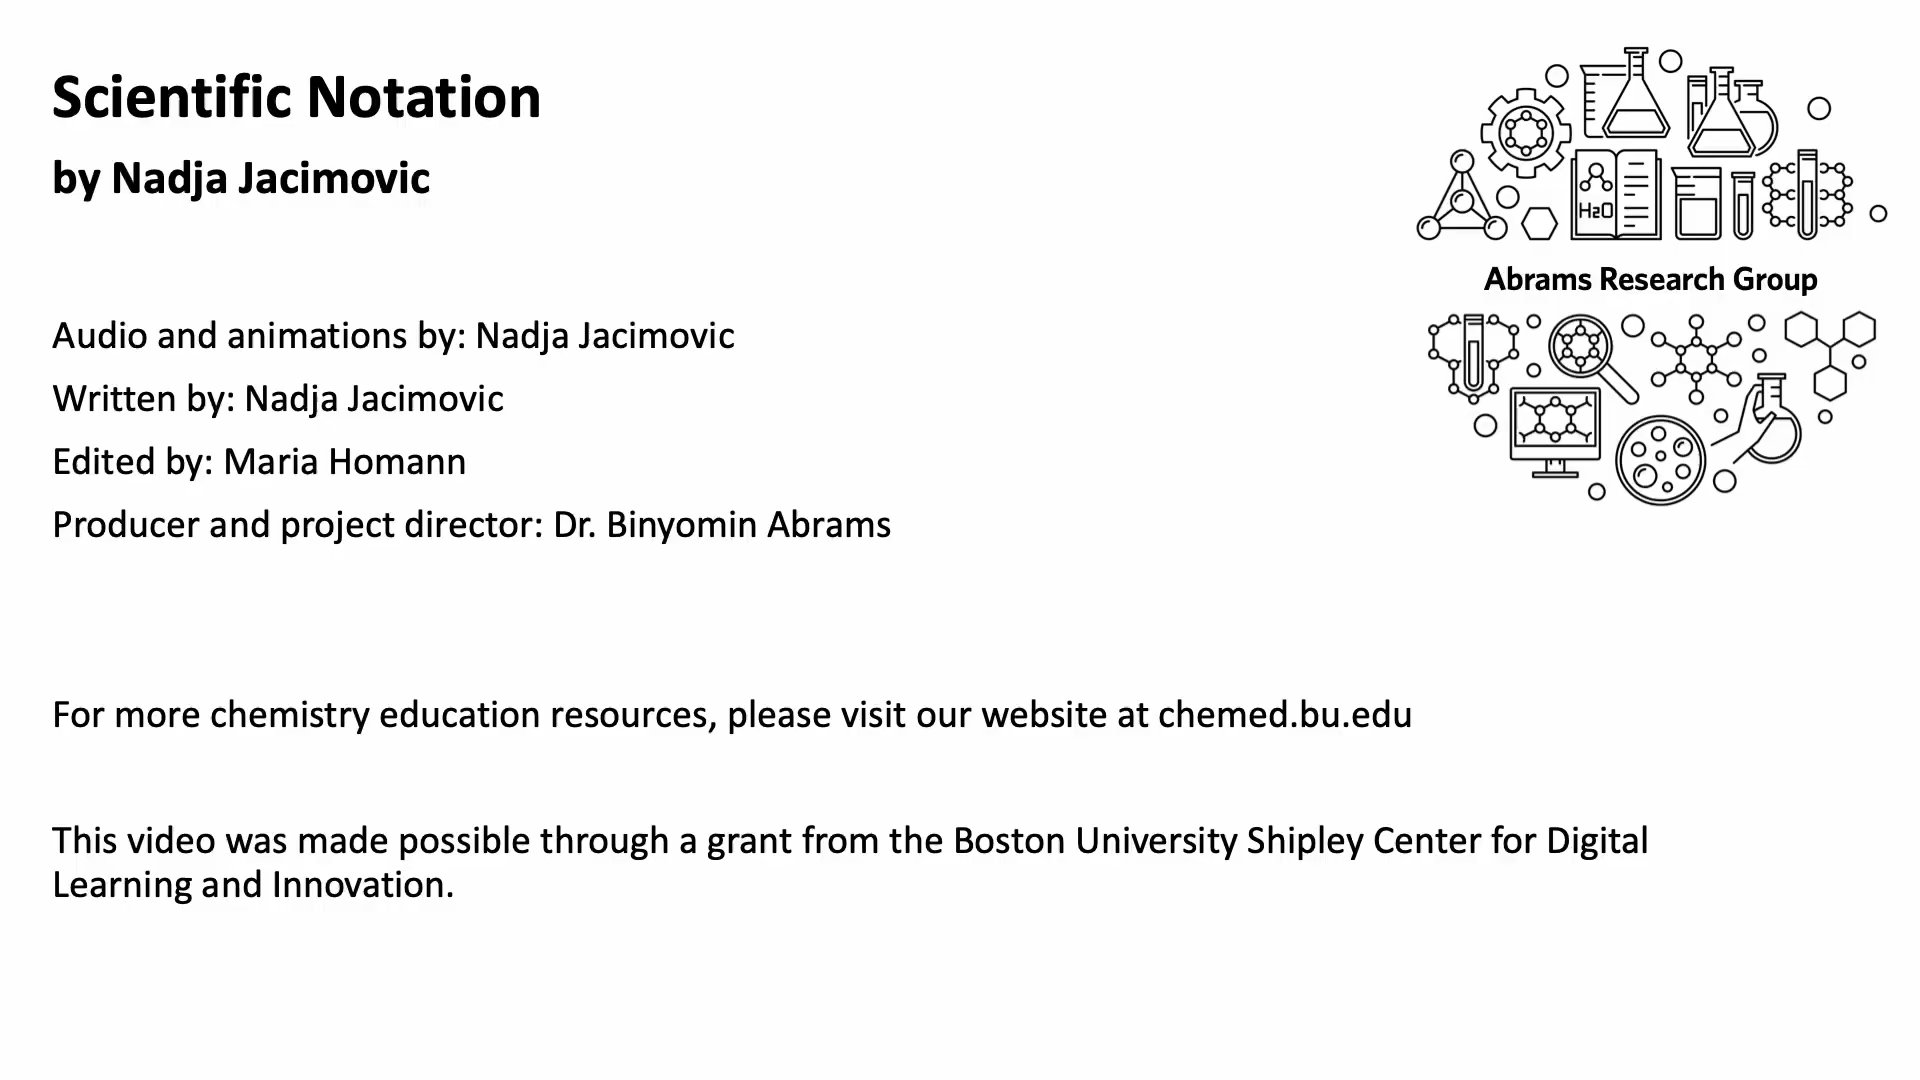 Scientific Notation
by Nadja Jacimovic
H2O
Abrams Research Group
Audio and animations by: Nadja Jacimovic
Written by: Nadja Jacimovic
Edited by: Maria Homann
Producer and project director: Dr. Binyomin Abrams
For more chemistry education resources, please visit our website at chemed.bu.edu
This video was made possible through a grant from the Boston University Shipley Center for Digital
Learning and Innovation.